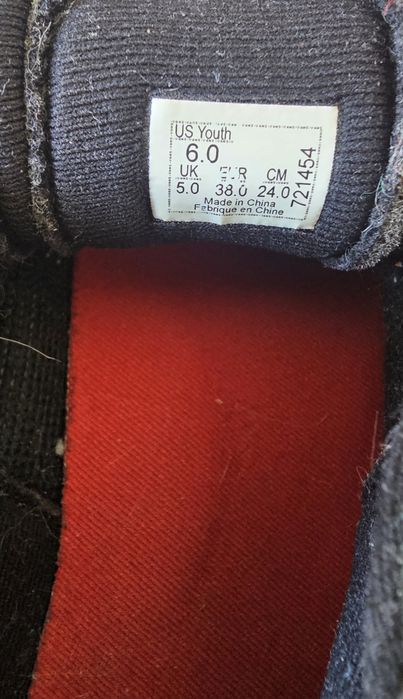 US Youth
6.0
UK EUR CM
5.0 38.0 24.0
Made in China
Fabrique en Chine
721454